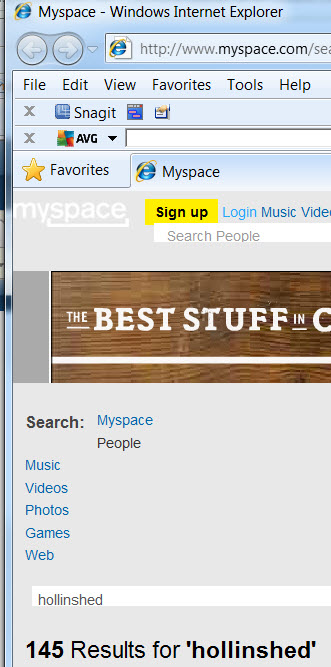 Myspace - Windows Internet Explorer
http://www.myspace.com/sea
File Edit View Favorites Tools Help
x Snagit
x AVG
Favorites Myspace
myspace Sign up Login Music Vide
Search People
THE BEST STUFF IN C
Search: Myspace
People
Music
Videos
Photos
Games
Web
hollinshed
145 Results for 'hollinshed'